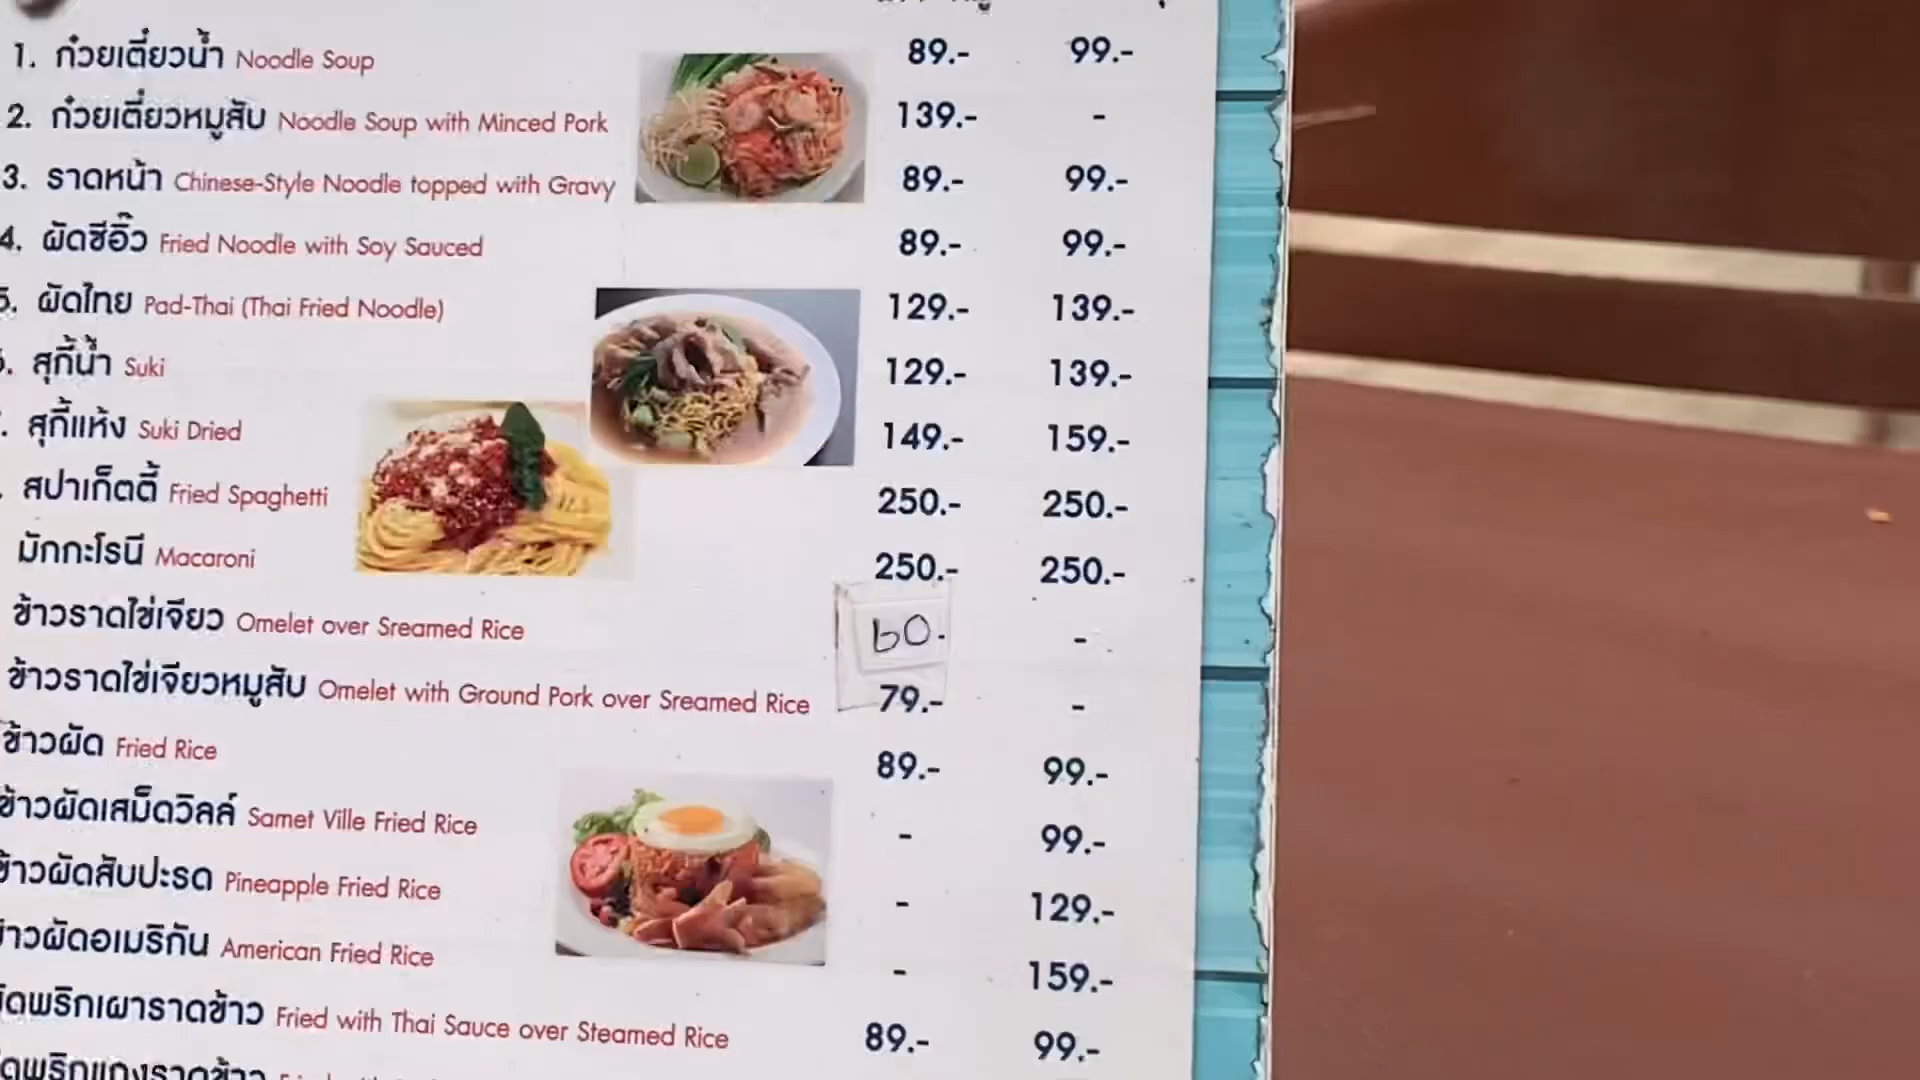 1. ก๋วยเตี๋ยวน้ำ Noodle Soup 89.- 99.-
2. ก๋วยเตี๋ยวหมูสับ Noodle Soup with Minced Pork 139.- -
3. ราดหน้า Chinese-Style Noodle topped with Gravy 89.- 99.-
4. ผัดซีอิ๊ว Fried Noodle with Soy Sauced 89.- 99.-
5. ผัดไทย Pad-Thai (Thai Fried Noodle) 129.- 139.-
. สุกี้น้ำ Suki 129.- 139.-
. สุกี้แห้ง Suki Dried 149.- 159.-
. สปาเก็ตตี้ Fried Spaghetti 250.- 250.-
มักกะโรนี Macaroni 250.- 250.-
ข้าวราดไข่เจียว Omelet over Sreamed Rice 60.- -
ข้าวราดไข่เจียวหมูสับ Omelet with Ground Pork over Sreamed Rice 79.- -
ข้าวผัด Fried Rice 89.- 99.-
ข้าวผัดเสม็ดวิลล์ Samet Ville Fried Rice - 99.-
ข้าวผัดสับปะรด Pineapple Fried Rice - 129.-
ข้าวผัดอเมริกัน American Fried Rice - 159.-
ผัดพริกเผาราดข้าว Fried with Thai Sauce over Steamed Rice 89.- 99.-